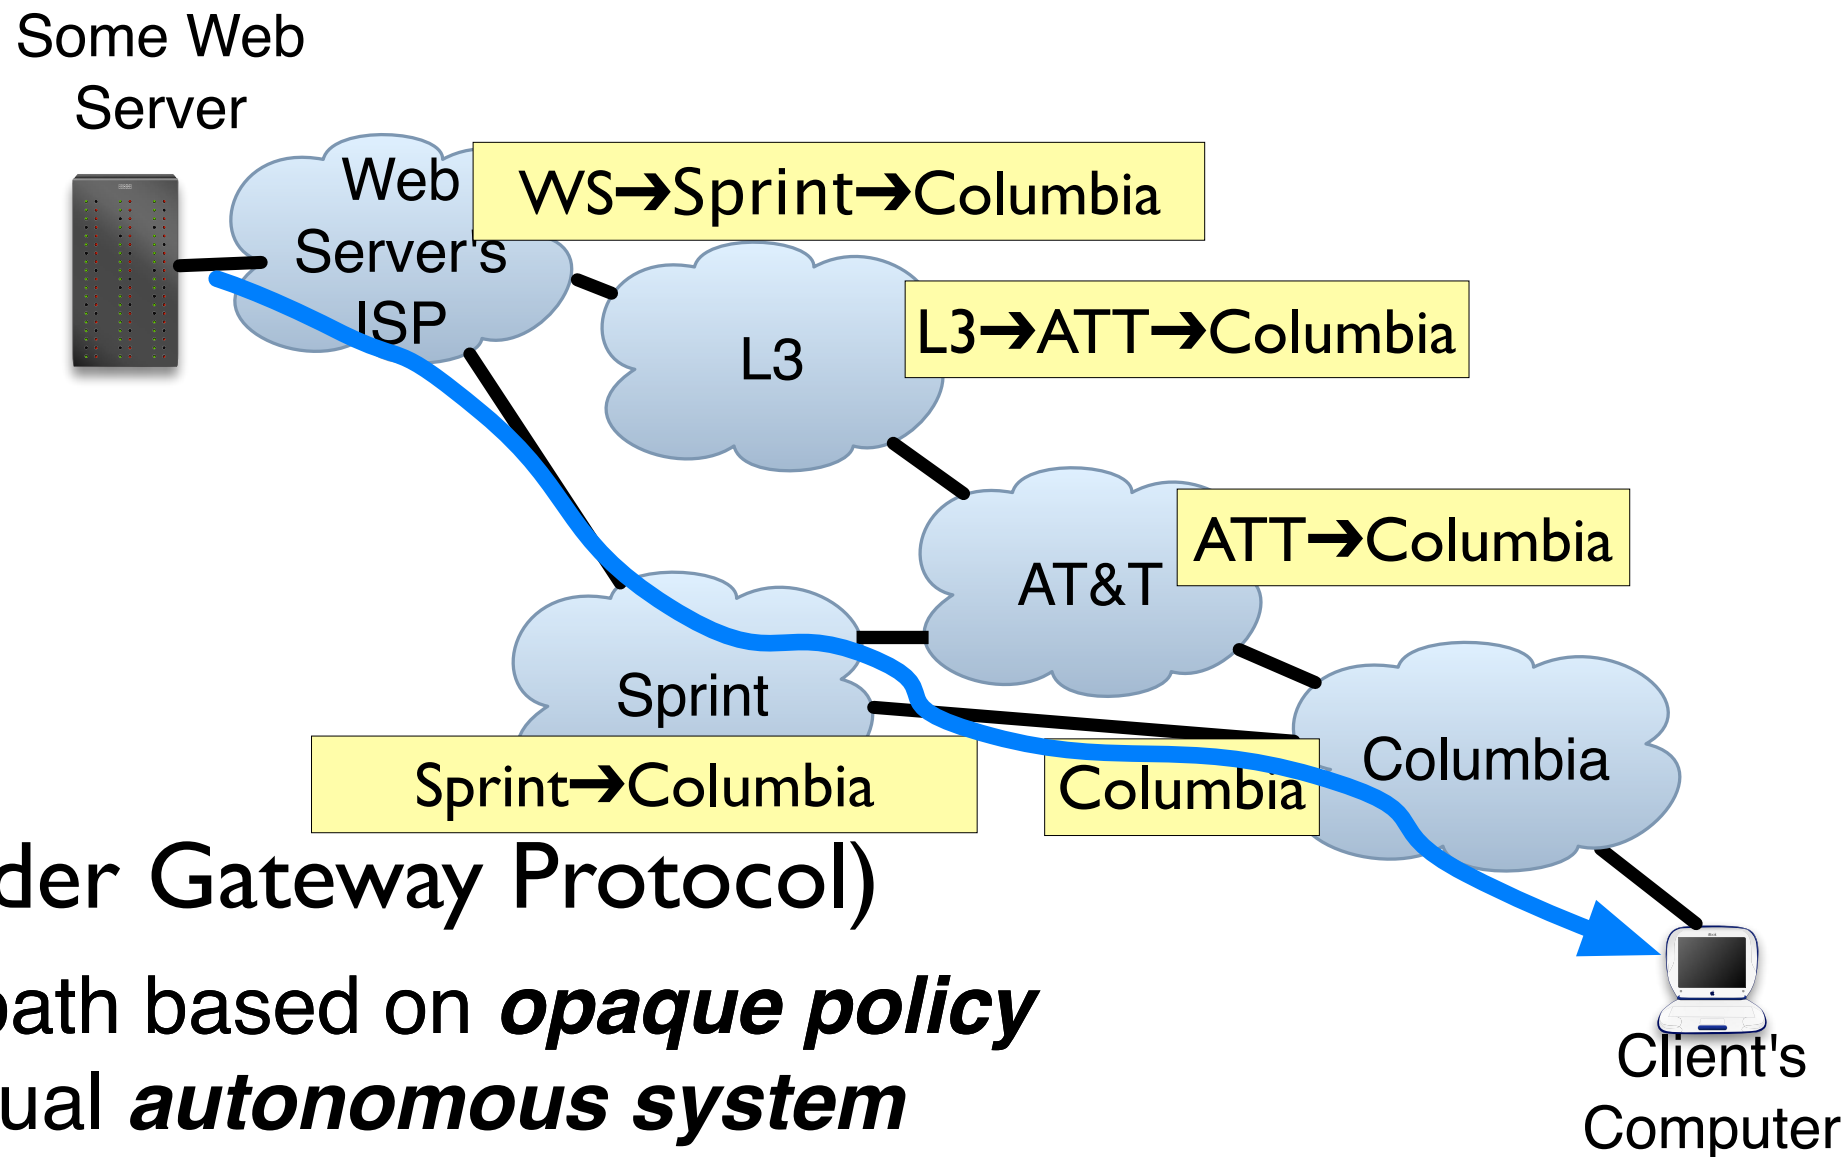 Some Web
Server
Web
Server's
ISP
WS➔Sprint➔Columbia
L3
L3➔ATT➔Columbia
AT&T
ATT➔Columbia
Sprint
Sprint➔Columbia
Columbia
Columbia
der Gateway Protocol)
path based on opaque policy
ual autonomous system
Client's
Computer